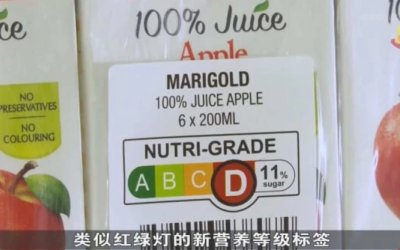 ce
100% Juice
Apple
NO
PRESERVATIVES
NO
COLOURING
MARIGOLD
100% JUICE APPLE
6 x 200ML
NUTRI-GRADE
A B C D 11%
sugar
类似红绿灯的新营养等级标签